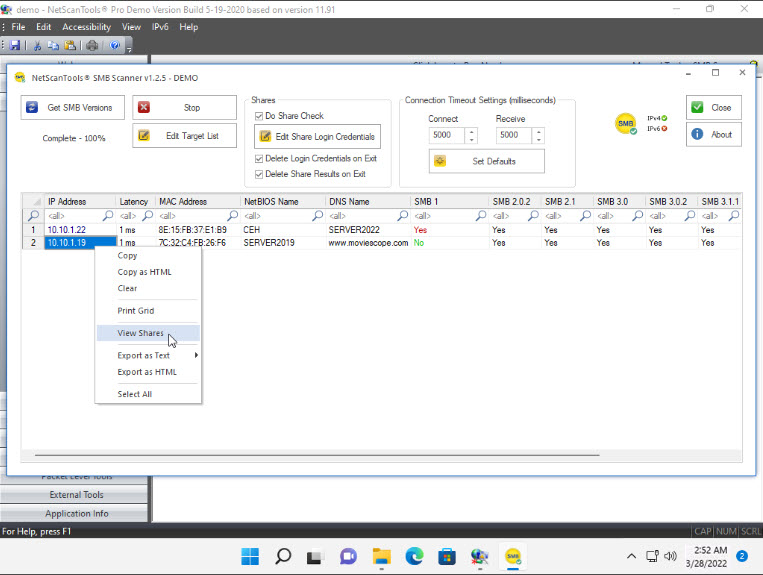 demo - NetScanTools® Pro Demo Version Build 5-19-2020 based on version 11.91
File Edit Accessibility View IPv6 Help
NetScanTools® SMB Scanner v1.2.5 - DEMO
Get SMB Versions
Stop
Complete - 100%
Edit Target List
Shares
Do Share Check
Edit Share Login Credentials
Delete Login Credentials on Exit
Delete Share Results on Exit
Connection Timeout Settings (milliseconds)
Connect Receive
5000 5000
Set Defaults
SMB
IPv4
IPv6
Close
About
IP Address Latency MAC Address NetBIOS Name DNS Name SMB 1 SMB 2.0.2 SMB 2.1 SMB 3.0 SMB 3.0.2 SMB 3.1.1
<all> <all> <all> <all> <all> <all> <all> <all> <all> <all> <all>
1 10.10.1.22 1 ms 8E:15:FB:37:E1:B9 CEH SERVER2022 Yes Yes Yes Yes Yes Yes
2 10.10.1.19 1 ms 7C:32:C4:FB:26:F6 SERVER2019 www.moviescope.com No Yes Yes Yes Yes Yes
Copy
Copy as HTML
Clear
Print Grid
View Shares
Export as Text
Export as HTML
Select All
Packet Level Tools
External Tools
Application Info
For Help, press F1
CAP NUM SCRL
SMB
2:52 AM
3/28/2022
2